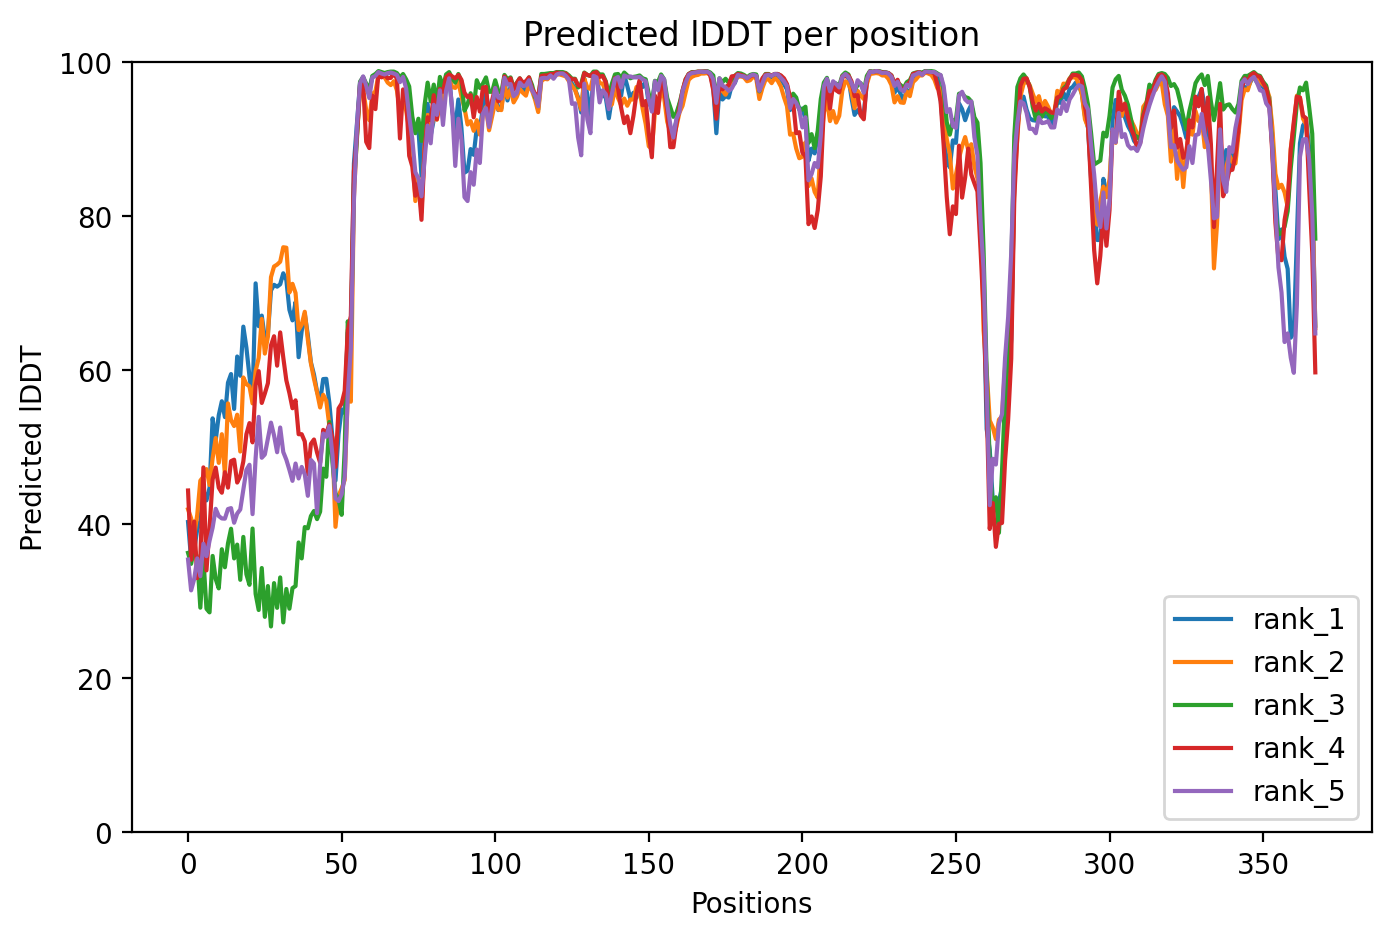 Predicted lDDT per position
Predicted lDDT
100
80
60
40
20
0
0 50 100 150 200 250 300 350
Positions
rank_1
rank_2
rank_3
rank_4
rank_5